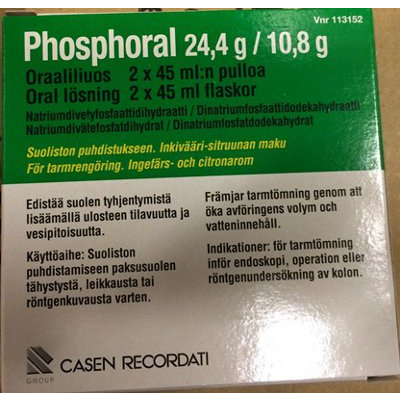 Vnr 113152
Phosphoral 24,4 g / 10,8 g
Oraaliliuos 2 x 45 ml:n pulloa
Oral lösning 2 x 45 ml flaskor
Natriumdivetyfosfaattidihydraatti / Dinatriumfosfaattidodekahydraatti
Natriumdivätefosfatdihydrat / Dinatriumfosfatdodekahydrat
Suoliston puhdistukseen. Inkivääri-sitruunan maku
För tarmrengöring. Ingefärs- och citronarom
Edistää suolen tyhjentymistä
lisäämällä ulosteen tilavuutta ja
vesipitoisuutta.
Käyttöaihe: Suoliston
puhdistamiseen paksusuolen
tähystystä, leikkausta tai
röntgenkuvausta varten.
Främjar tarmtömning genom att
öka avföringens volym och
vatteninnehåll.
Indikationer: för tarmtömning
inför endoskopi, operation eller
röntgenundersökning av kolon.
CASEN RECORDATI
GROUP